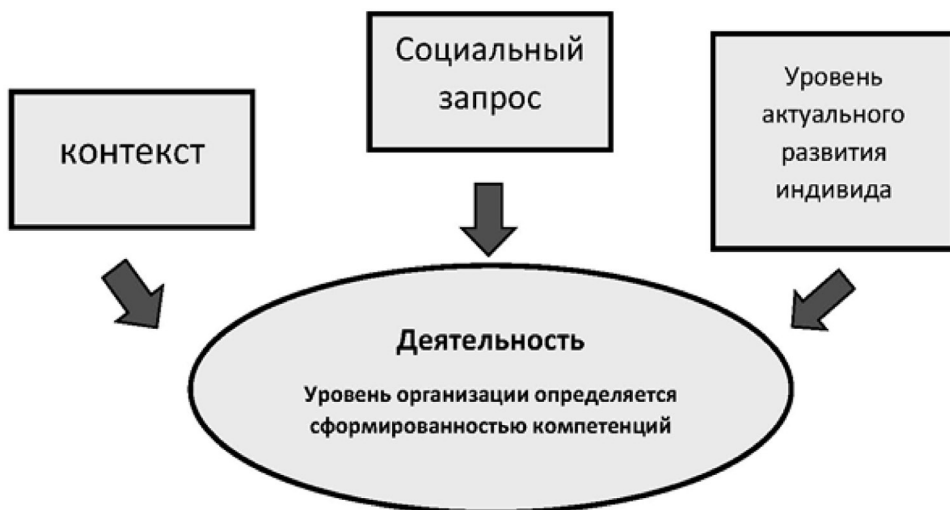 контекст
Социальный
запрос
Уровень
актуального
развития
индивида
Деятельность
Уровень организации определяется
сформированностью компетенций